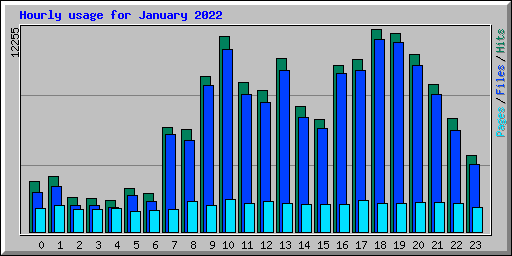 Hourly usage for January 2022
12255
Pages / Files / Hits
0 1 2 3 4 5 6 7 8 9 10 11 12 13 14 15 16 17 18 19 20 21 22 23